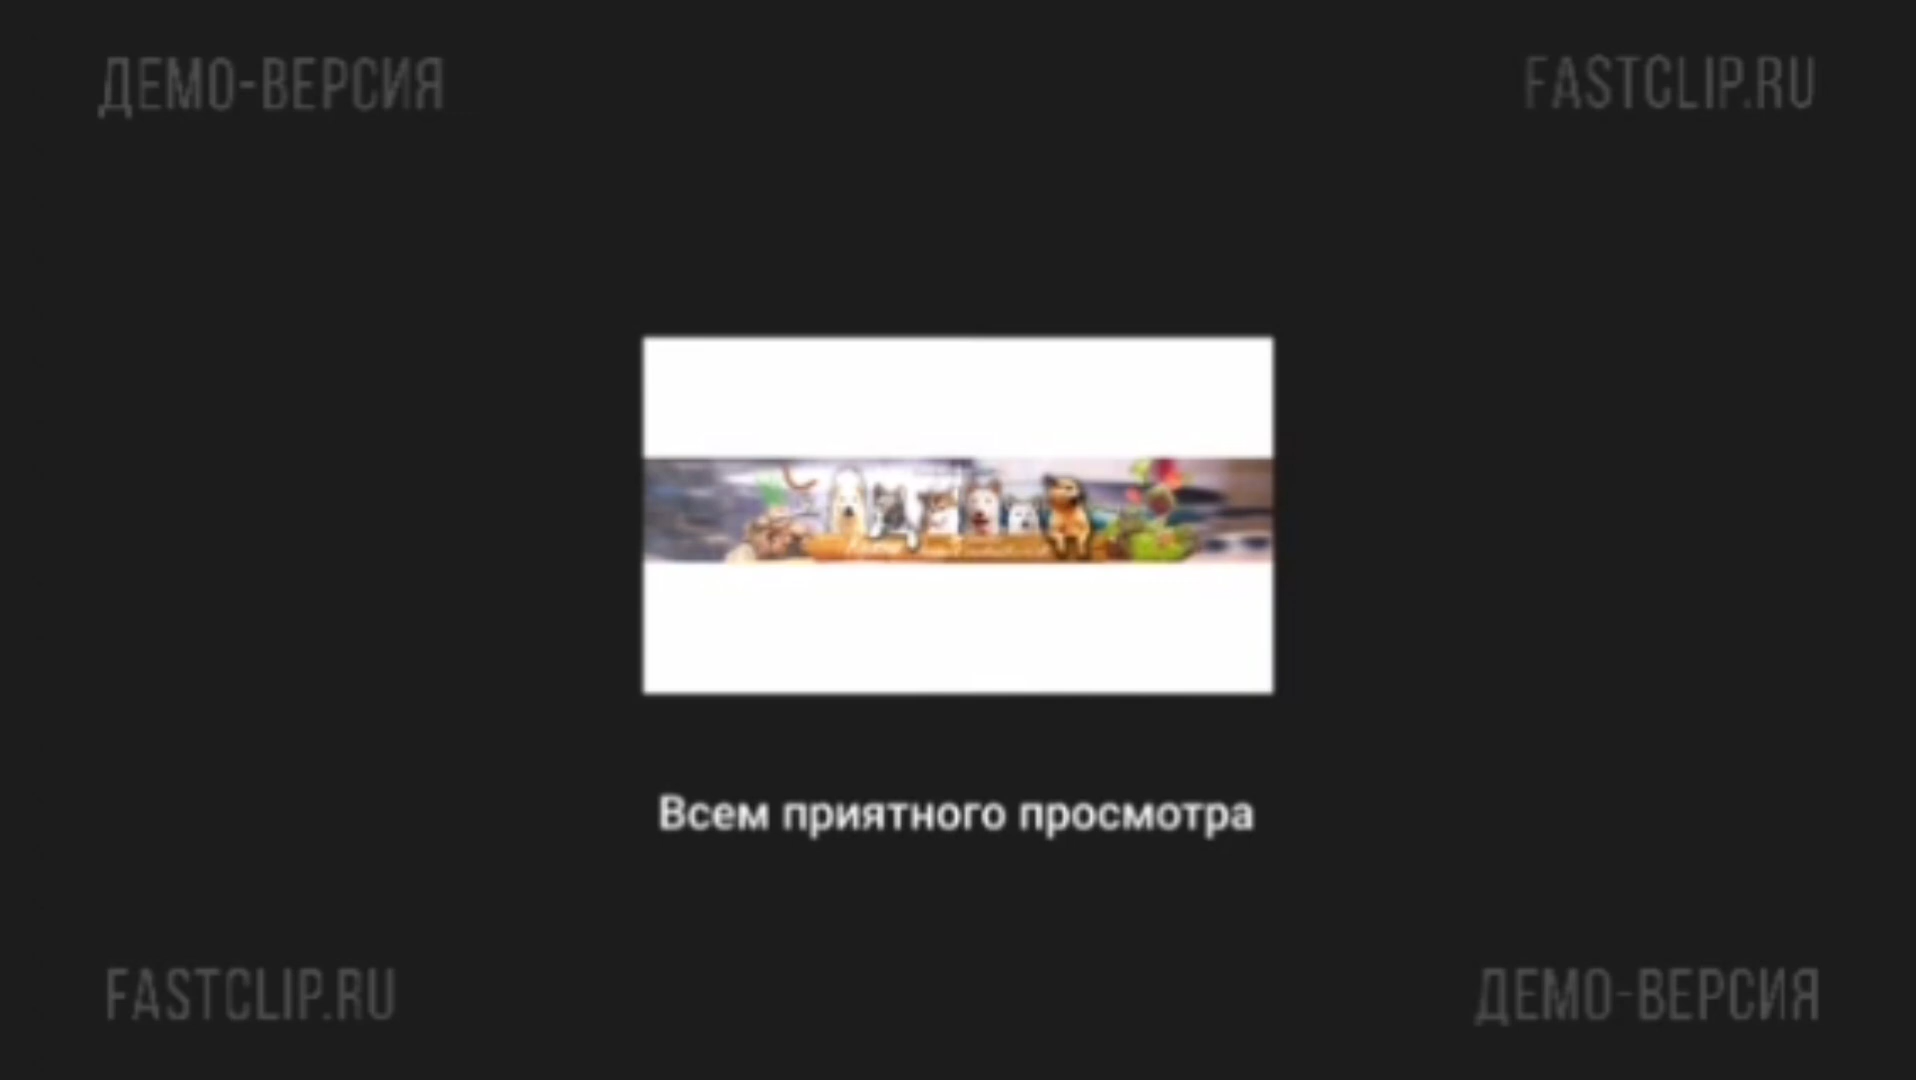 ДЕМО-ВЕРСИЯ
FASTCLIP.RU
Всем приятного просмотра
FASTCLIP.RU
ДЕМО-ВЕРСИЯ